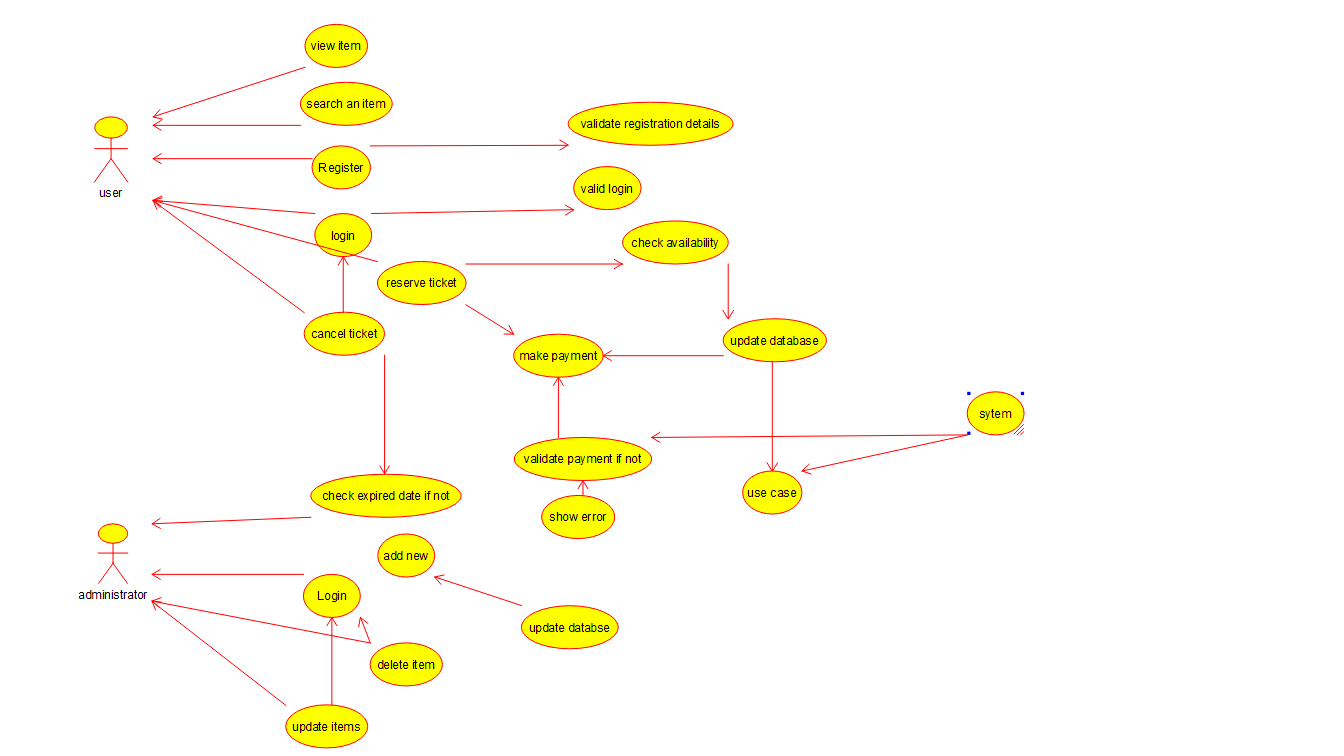 view item
search an item
validate registration details
Register
user
valid login
login
check availability
reserve ticket
cancel ticket
update database
make payment
sytem
validate payment if not
use case
check expired date if not
show error
add new
administrator
Login
update databse
delete item
update items